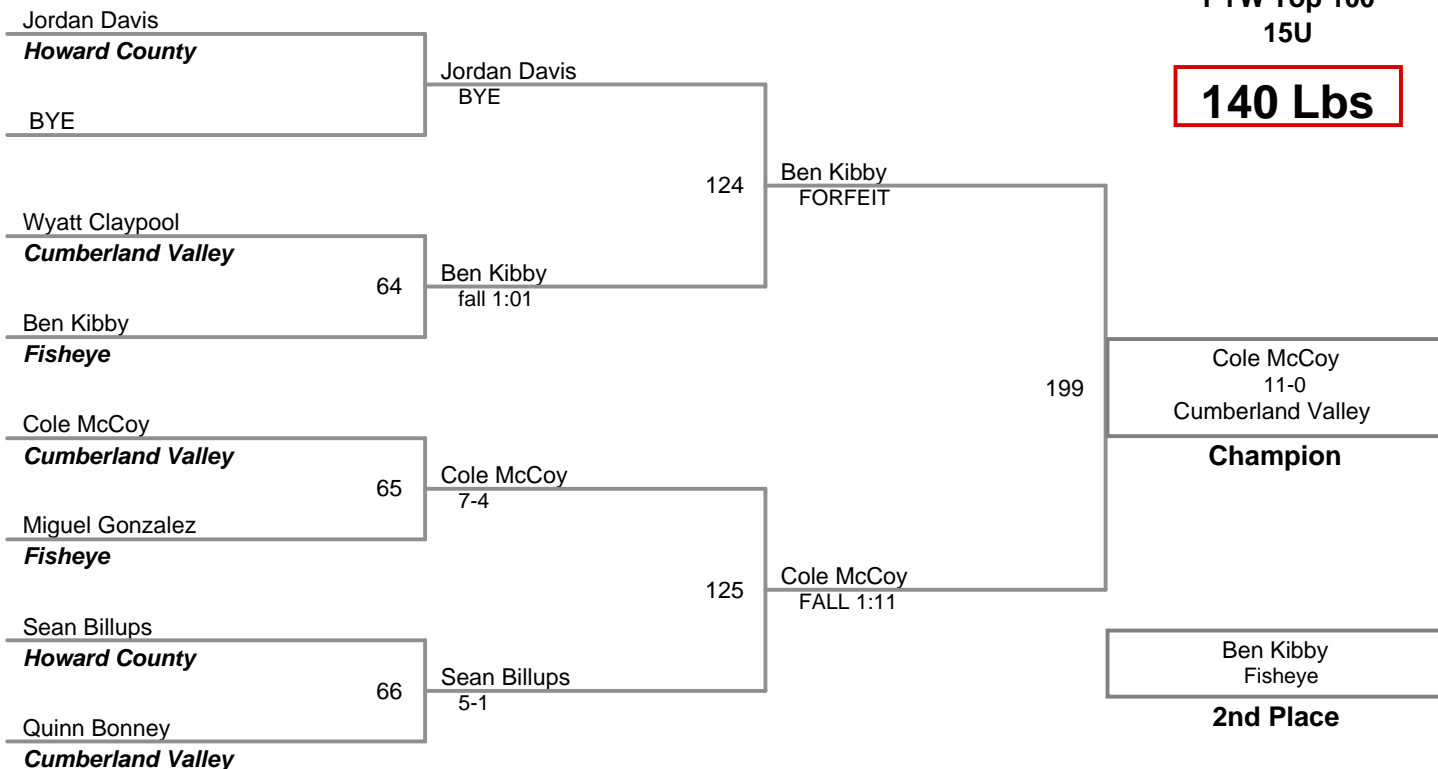 Top 100
15U
140 Lbs
Jordan Davis
Howard County
BYE
Jordan Davis
BYE
Wyatt Claypool
Cumberland Valley
64
Ben Kibby
Fisheye
Ben Kibby
fall 1:01
124
Ben Kibby
FORFEIT
Cole McCoy
Cumberland Valley
65
Miguel Gonzalez
Fisheye
Cole McCoy
7-4
Sean Billups
Howard County
66
Quinn Bonney
Cumberland Valley
Sean Billups
5-1
125
Cole McCoy
FALL 1:11
199
Cole McCoy
11-0
Cumberland Valley
Champion
Ben Kibby
Fisheye
2nd Place